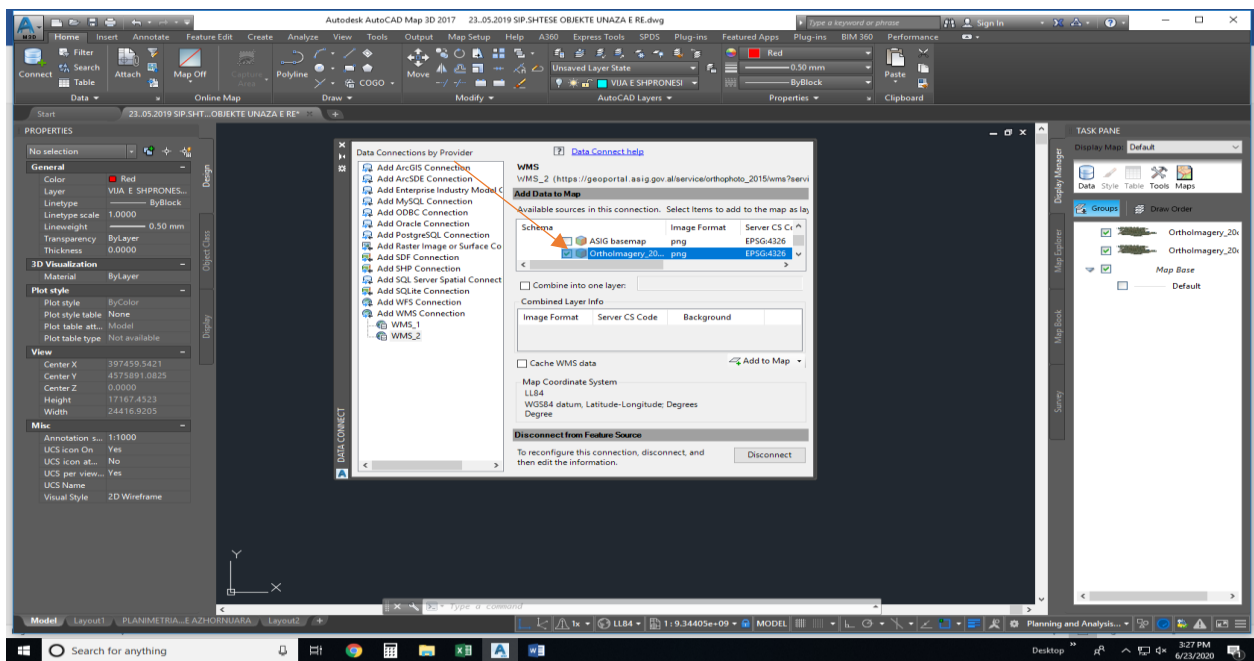 Autodesk AutoCAD Map 3D 2017 23..05.2019 SIP.SHTESE OBJEKTE UNAZA E RE.dwg
Type a keyword or phrase
Sign In
M3D Home Insert Annotate Feature Edit Create Analyze View Tools Output Map Setup Help A360 Express Tools SPDS Plug-ins Featured Apps Plug-ins BIM 360 Performance
Connect Filter Search Table
Attach
Map Off
Capture Area
Polyline
COGO
Move
Unsaved Layer State
VIJA E SHPRONESI
Red
0.50 mm
ByBlock
Paste
Data
Online Map
Draw
Modify
AutoCAD Layers
Properties
Clipboard
Start 23..05.2019 SIP.SHT...OBJEKTE UNAZA E RE*
PROPERTIES
No selection
General
Color Red
Layer VIJA E SHPRONES...
Linetype ByBlock
Linetype scale 1.0000
Lineweight 0.50 mm
Transparency ByLayer
Thickness 0.0000
3D Visualization
Material ByLayer
Plot style
Plot style ByColor
Plot style table None
Plot table att... Model
Plot table type Not available
View
Center X 397459.5421
Center Y 4575891.0825
Center Z 0.0000
Height 17167.4523
Width 24416.9205
Misc
Annotation s... 1:1000
UCS icon On Yes
UCS icon at... No
UCS per view... Yes
UCS Name
Visual Style 2D Wireframe
Design
Object Class
Display
DATA CONNECT
Data Connections by Provider
Add ArcGIS Connection
Add ArcSDE Connection
Add Enterprise Industry Model C
Add MySQL Connection
Add ODBC Connection
Add Oracle Connection
Add PostgreSQL Connection
Add Raster Image or Surface Co
Add SDF Connection
Add SHP Connection
Add SQL Server Spatial Connect
Add SQLite Connection
Add WFS Connection
Add WMS Connection
WMS_1
WMS_2
Data Connect help
WMS
WMS_2 (https://geoportal.asig.gov.al/service/orthophoto_2015/wms?servi
Add Data to Map
Available sources in this connection. Select Items to add to the map as lay
Schema Image Format Server CS C
ASIG basemap png EPSG:4326
OrthoImagery_20... png EPSG:4326
Combine into one layer:
Combined Layer Info
Image Format Server CS Code Background
Cache WMS data
Add to Map
Map Coordinate System
LL84
WGS84 datum, Latitude-Longitude; Degrees
Degree
Disconnect from Feature Source
To reconfigure this connection, disconnect, and
then edit the information.
Disconnect
Y
X
Type a command
TASK PANE
Display Map: Default
Data Style Table Tools Maps
Groups Draw Order
OrthoImagery_20
OrthoImagery_20
Map Base
Default
Display Manager
Map Explorer
Map Book
Survey
Model Layout1 PLANIMETRIA...E AZHORNUARA Layout2
1x LL84 1 : 9.34405e+09 MODEL Planning and Analysis...
Search for anything
Desktop
3:27 PM
6/23/2020